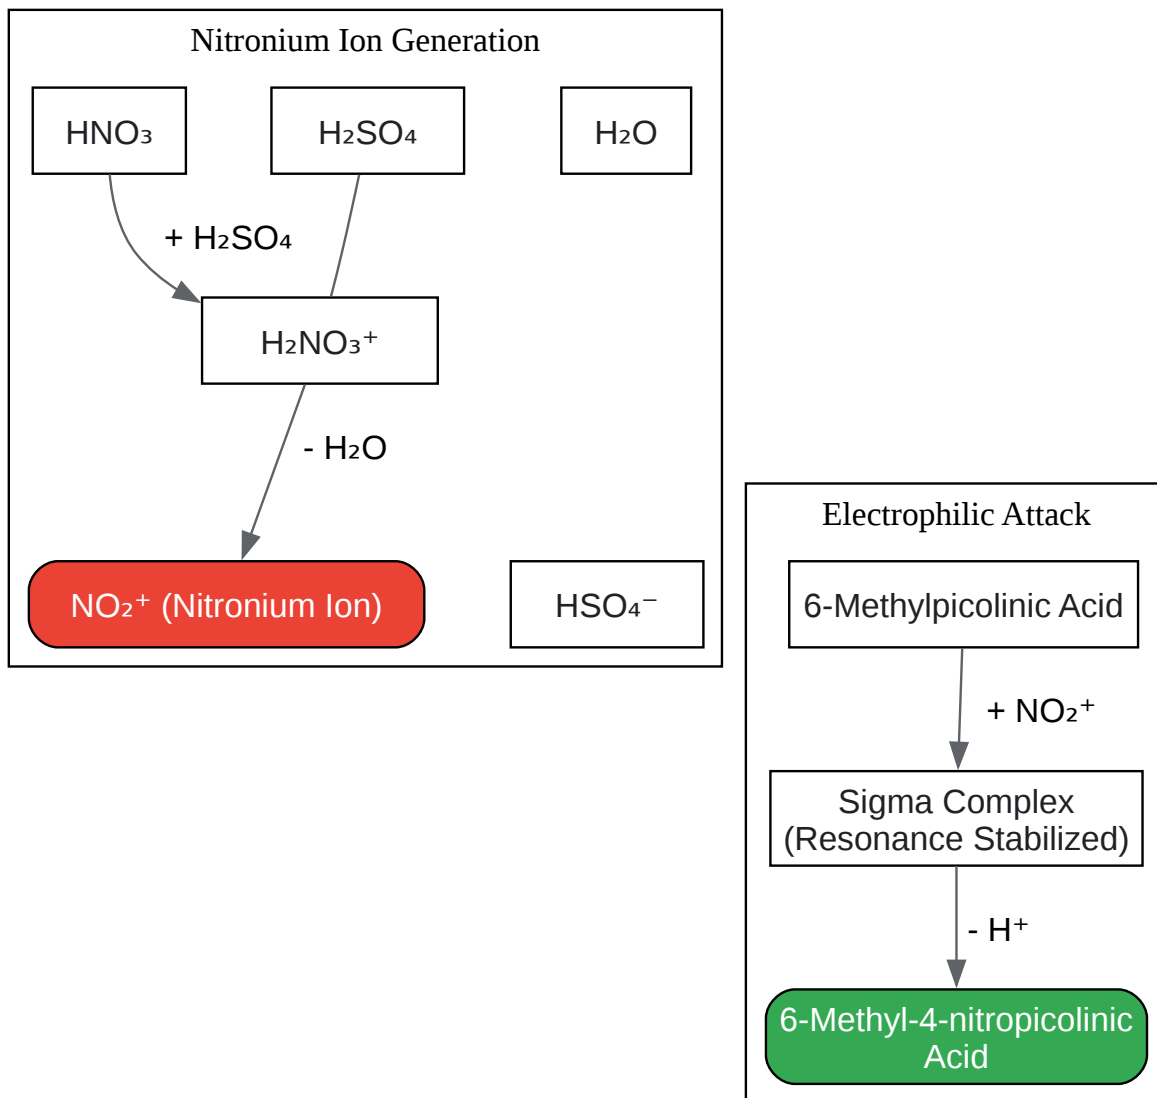 Nitronium Ion Generation
HNO₃
H₂SO₄
H₂O
+ H₂SO₄
H₂NO₃⁺
- H₂O
NO₂⁺ (Nitronium Ion)
HSO₄⁻
Electrophilic Attack
6-Methylpicolinic Acid
+ NO₂⁺
Sigma Complex
(Resonance Stabilized)
- H⁺
6-Methyl-4-nitropicolinic
Acid